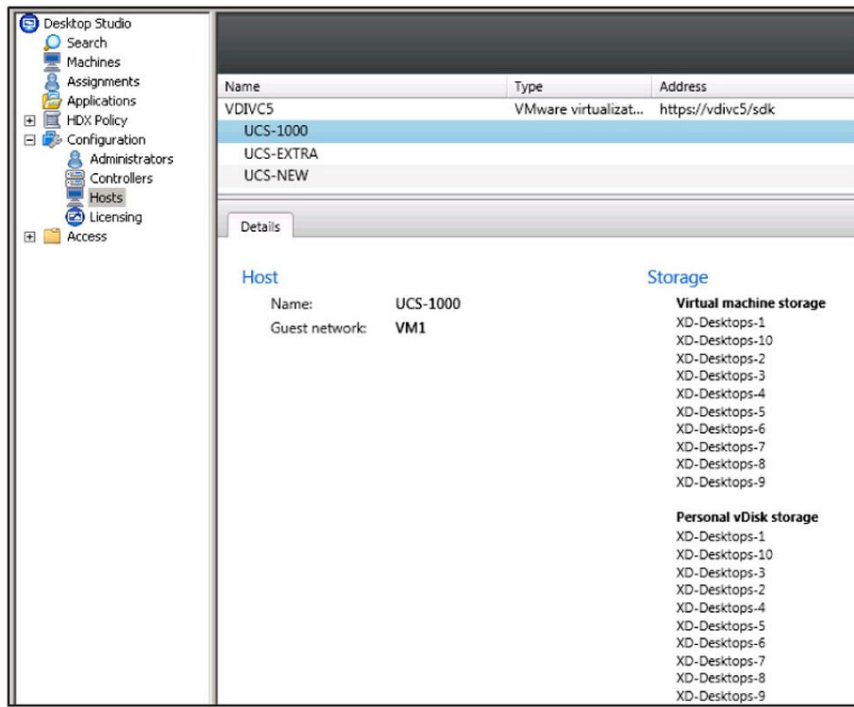 Desktop Studio
Search
Machines
Assignments
Applications
HDX Policy
Configuration
Administrators
Controllers
Hosts
Licensing
Access
Name Type Address
VDIVC5 VMware virtualizat... https://vdivc5/sdk
UCS-1000
UCS-EXTRA
UCS-NEW
Details
Host
Name: UCS-1000
Guest network: VM1
Storage
Virtual machine storage
XD-Desktops-1
XD-Desktops-10
XD-Desktops-2
XD-Desktops-3
XD-Desktops-4
XD-Desktops-5
XD-Desktops-6
XD-Desktops-7
XD-Desktops-8
XD-Desktops-9
Personal vDisk storage
XD-Desktops-1
XD-Desktops-10
XD-Desktops-3
XD-Desktops-2
XD-Desktops-4
XD-Desktops-5
XD-Desktops-6
XD-Desktops-7
XD-Desktops-8
XD-Desktops-9